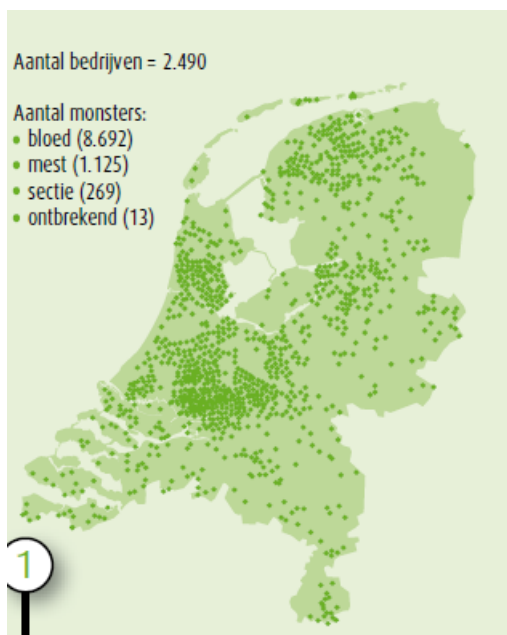 Aantal bedrijven = 2.490
Aantal monsters:
• bloed (8.692)
• mest (1.125)
• sectie (269)
• ontbrekend (13)
1